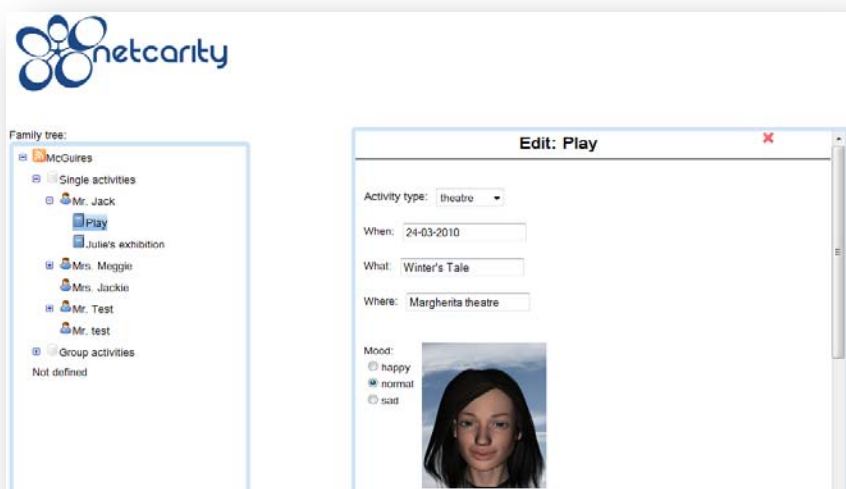 netcarity
Family tree:
McGuires
Single activities
Mr. Jack
Play
Julie's exhibition
Mrs. Meggie
Mrs. Jackie
Mr. Test
Mr. test
Group activities
Not defined
Edit: Play
Activity type: theatre
When: 24-03-2010
What: Winter's Tale
Where: Margherita theatre
Mood:
happy
normal
sad